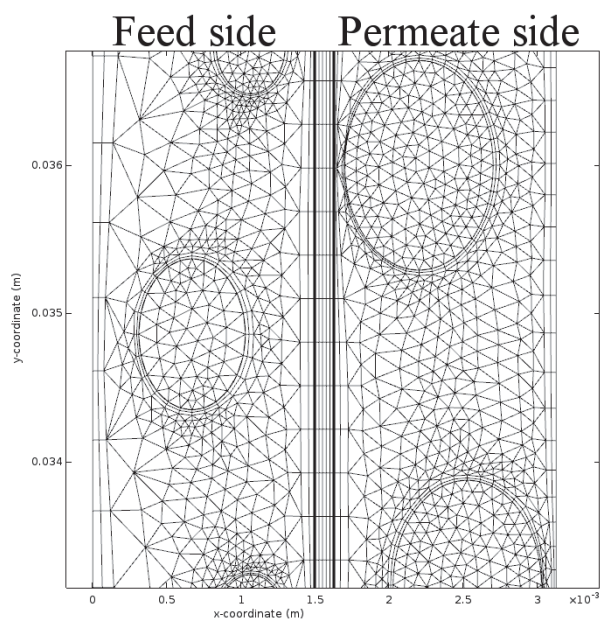 Feed side Permeate side
0.036
0.035
0.034
y-coordinate (m)
0 0.5 1 1.5 2 2.5 3 ×10⁻³
x-coordinate (m)